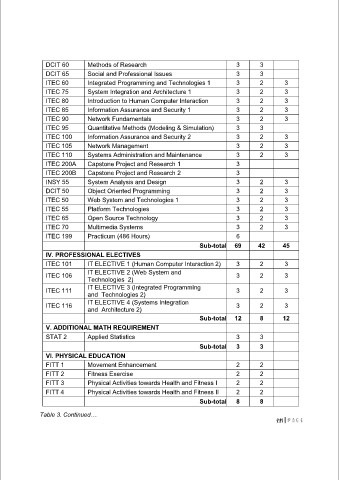 DCIT 60 Methods of Research 3 3
DCIT 65 Social and Professional Issues 3 3
ITEC 60 Integrated Programming and Technologies 1 3 2 3
ITEC 75 System Integration and Architecture 1 3 2 3
ITEC 80 Introduction to Human Computer Interaction 3 2 3
ITEC 85 Information Assurance and Security 1 3 2 3
ITEC 90 Network Fundamentals 3 2 3
ITEC 95 Quantitative Methods (Modeling & Simulation) 3 3
ITEC 100 Information Assurance and Security 2 3 2 3
ITEC 105 Network Management 3 2 3
ITEC 110 Systems Administration and Maintenance 3 2 3
ITEC 200A Capstone Project and Research 1 3
ITEC 200B Capstone Project and Research 2 3
INSY 55 System Analysis and Design 3 2 3
DCIT 50 Object Oriented Programming 3 2 3
ITEC 50 Web System and Technologies 1 3 2 3
ITEC 55 Platform Technologies 3 2 3
ITEC 65 Open Source Technology 3 2 3
ITEC 70 Multimedia Systems 3 2 3
ITEC 199 Practicum (486 Hours) 6
Sub-total 69 42 45
IV. PROFESSIONAL ELECTIVES
ITEC 101 IT ELECTIVE 1 (Human Computer Interaction 2) 3 2 3
ITEC 106 IT ELECTIVE 2 (Web System and
Technologies 2) 3 2 3
ITEC 111 IT ELECTIVE 3 (Integrated Programming
and Technologies 2) 3 2 3
ITEC 116 IT ELECTIVE 4 (Systems Integration
and Architecture 2) 3 2 3
Sub-total 12 8 12
V. ADDITIONAL MATH REQUIREMENT
STAT 2 Applied Statistics 3 3
Sub-total 3 3
VI. PHYSICAL EDUCATION
FITT 1 Movement Enhancement 2 2
FITT 2 Fitness Exercise 2 2
FITT 3 Physical Activities towards Health and Fitness I 2 2
FITT 4 Physical Activities towards Health and Fitness II 2 2
Sub-total 8 8
Table 3. Continued…